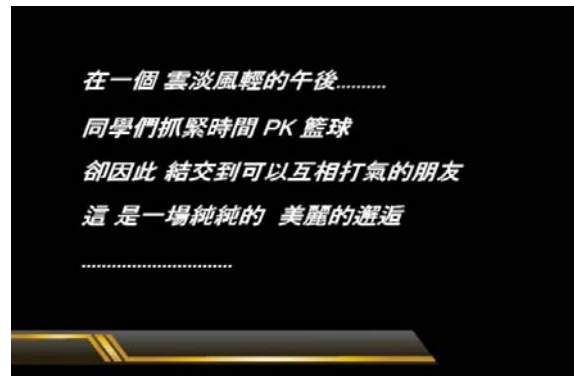 在一個 雲淡風輕的午後..........
同學們抓緊時間 PK 籃球
卻因此 結交到可以互相打氣的朋友
這 是一場純純的 美麗的邂逅
..............................